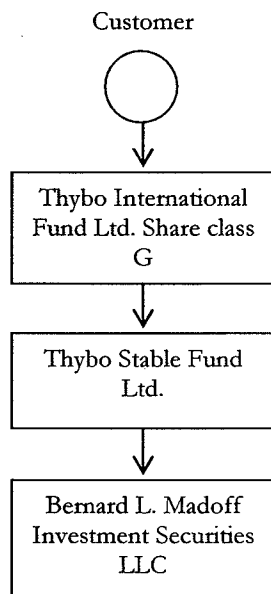 Customer
Thybo International
Fund Ltd. Share class
G
Thybo Stable Fund
Ltd.
Bernard L. Madoff
Investment Securities
LLC